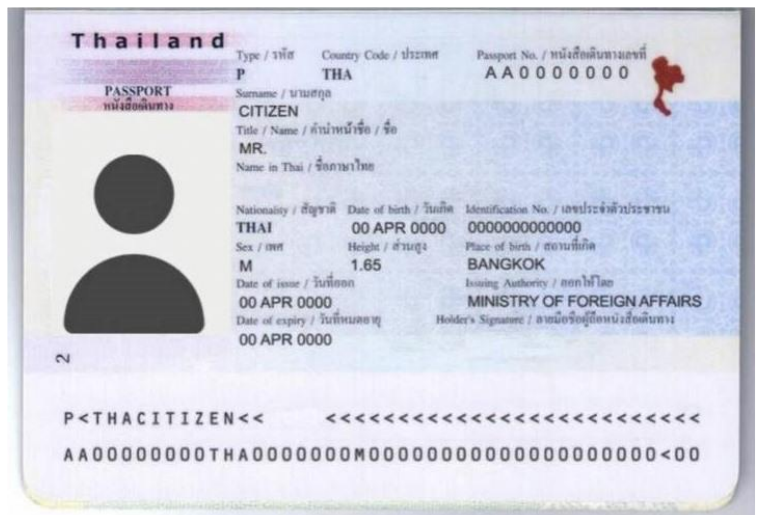 Thailand
PASSPORT
หนังสือเดินทาง
Type / รหัส Country Code / ประเทศ Passport No. / หนังสือเดินทางเลขที่
P THA AA0000000
Surname / นามสกุล
CITIZEN
Title / Name / คำนำหน้าชื่อ / ชื่อ
MR.
Name in Thai / ชื่อภาษาไทย
Nationality / สัญชาติ Date of birth / วันเกิด Identification No. / เลขประจำตัวประชาชน
THAI 00 APR 0000 0000000000000
Sex / เพศ Height / ส่วนสูง Place of birth / สถานที่เกิด
M 1.65 BANGKOK
Date of issue / วันที่ออก Issuing Authority / ออกให้โดย
00 APR 0000 MINISTRY OF FOREIGN AFFAIRS
Date of expiry / วันที่หมดอายุ Holder's Signature / ลายมือชื่อผู้ถือหนังสือเดินทาง
00 APR 0000
2
P<THACITIZEN<< <<<<<<<<<<<<<<<<<<<<<<<<<<
AA00000000THA0000000M00000000000000000000000<00